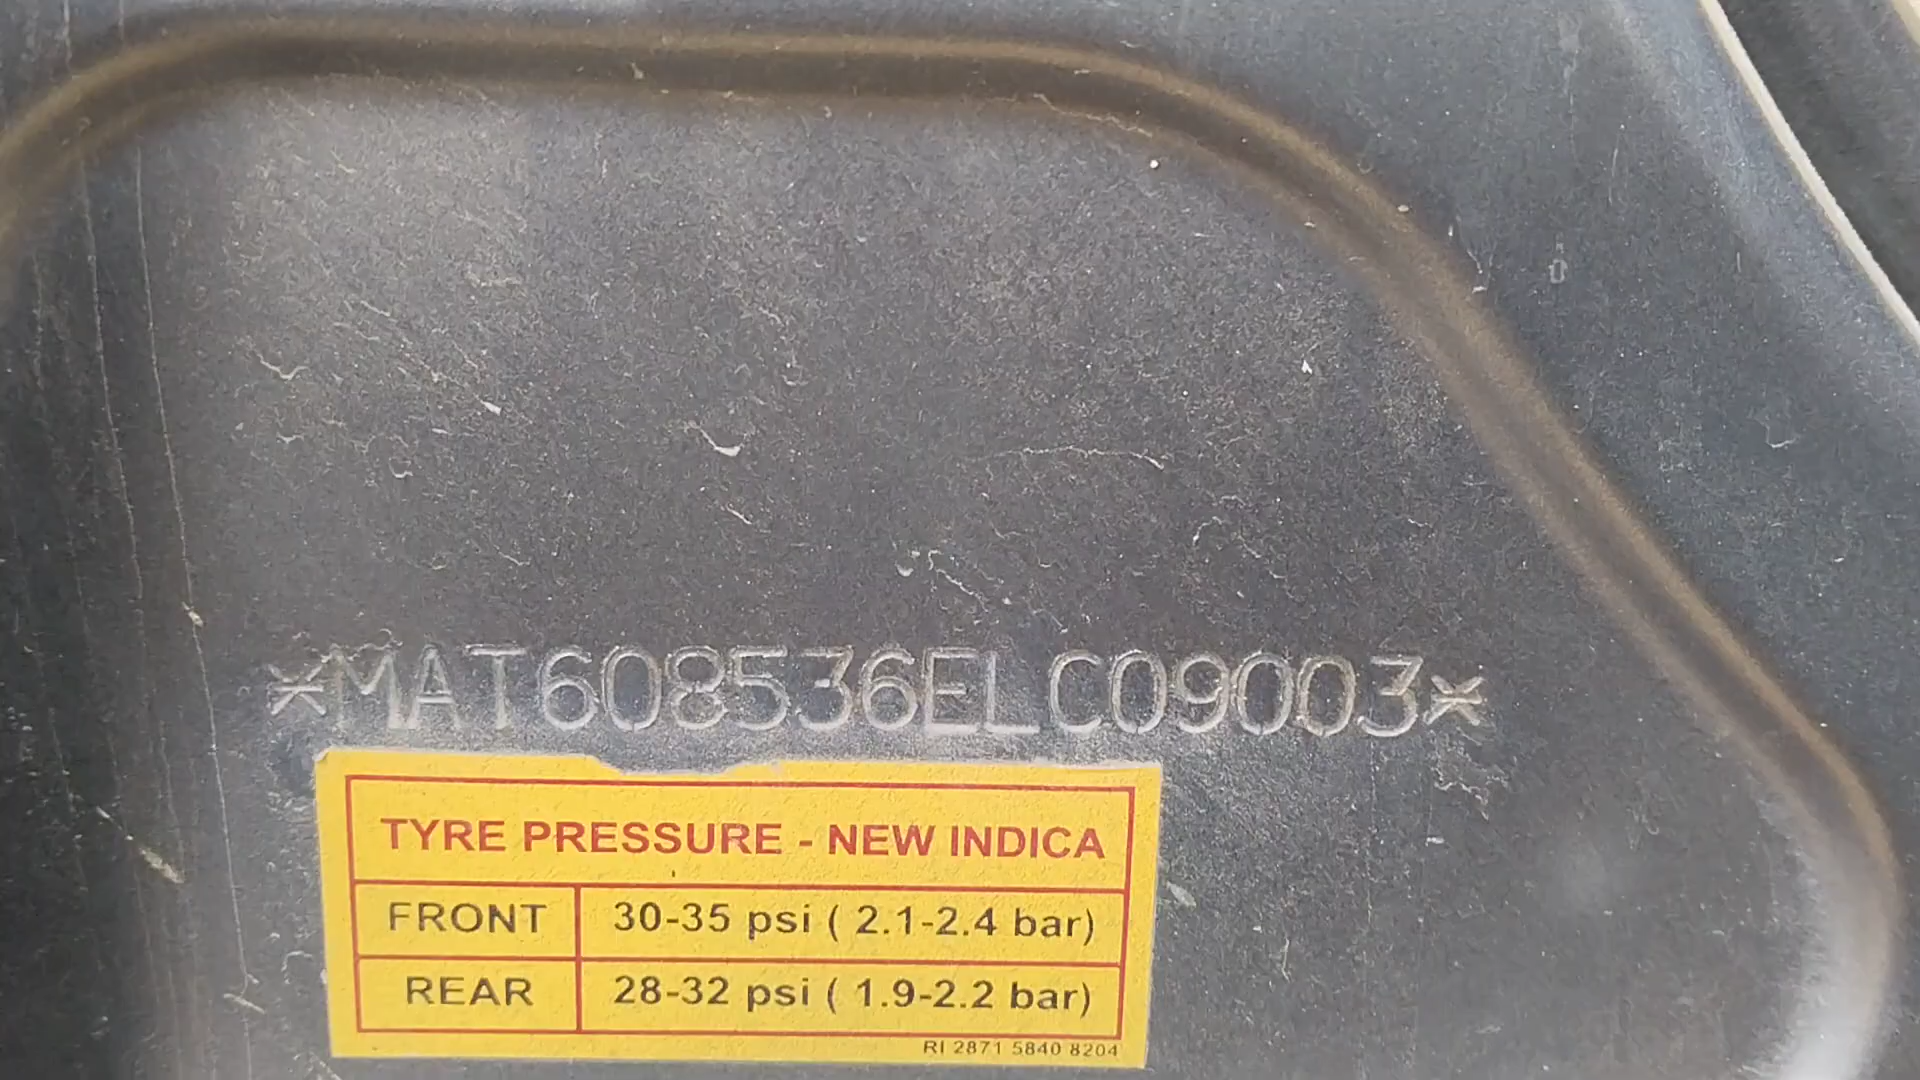 *MAT608536ELC09003*
TYRE PRESSURE - NEW INDICA
FRONT 30-35 psi ( 2.1-2.4 bar)
REAR 28-32 psi ( 1.9-2.2 bar)
RI 2871 5840 8204